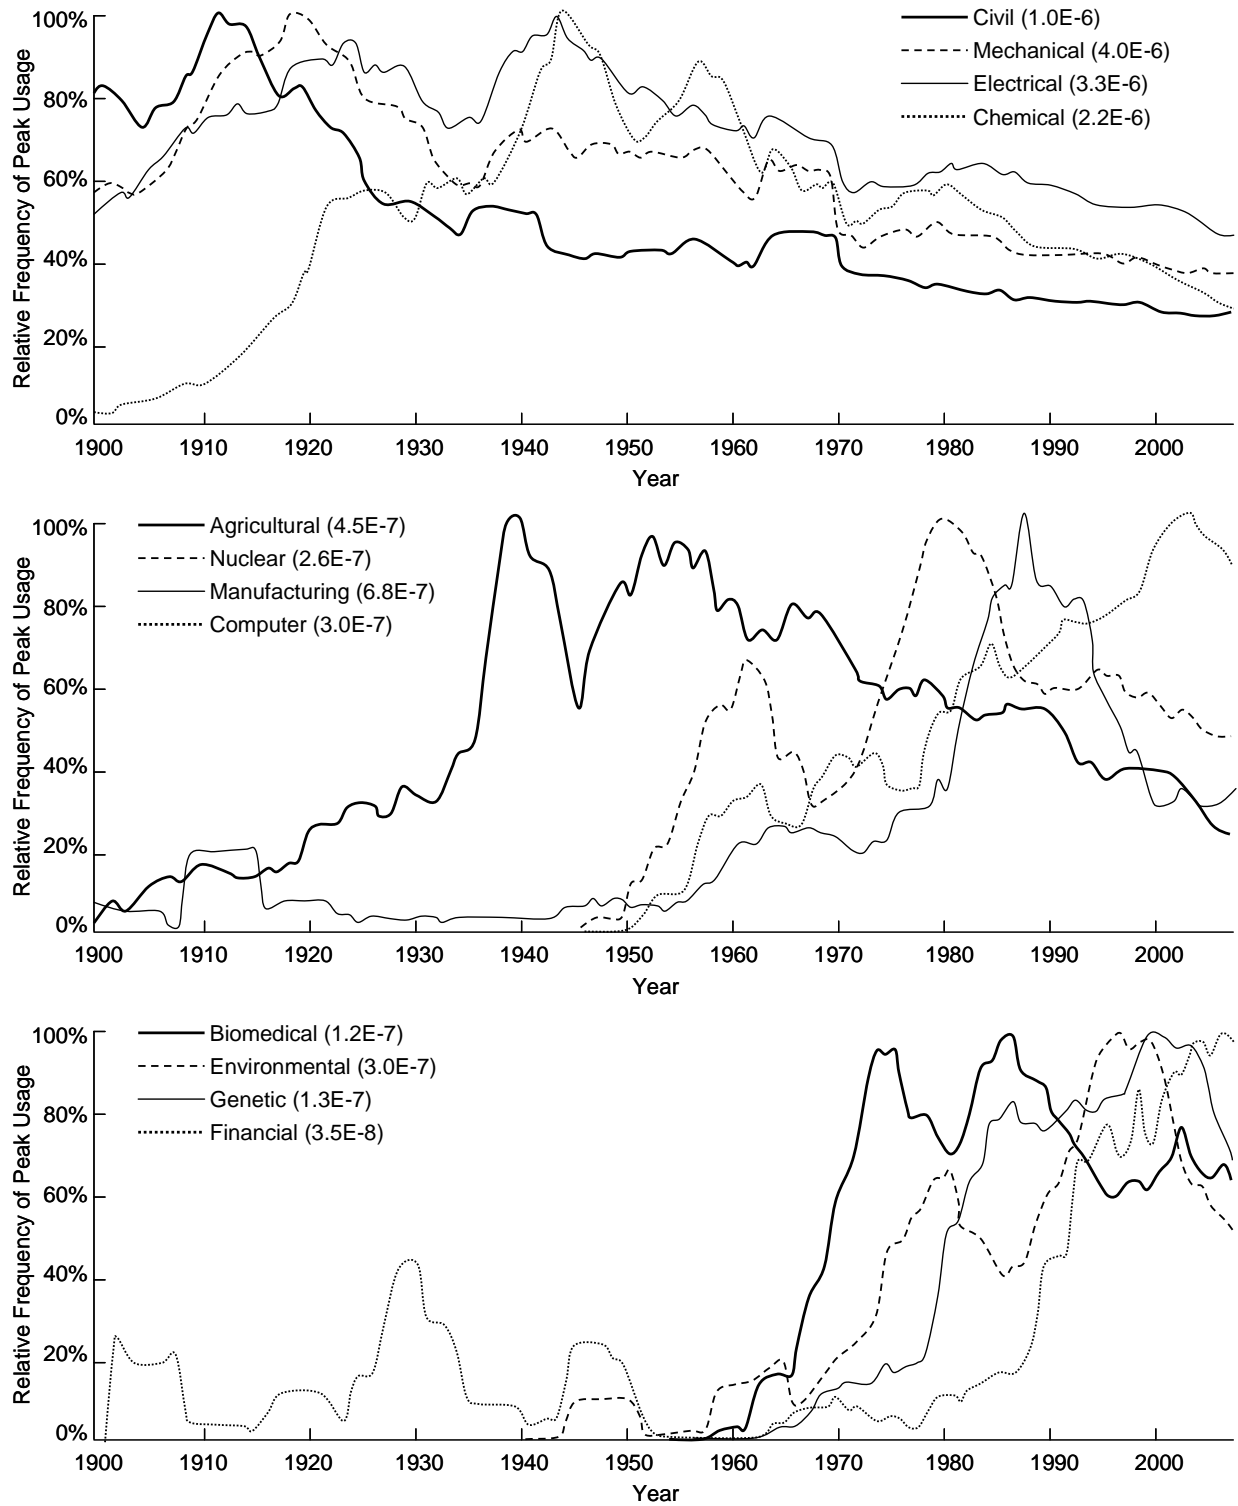 Relative Frequency of Peak Usage
100%
80%
60%
40%
20%
0%
Civil (1.0E-6)
Mechanical (4.0E-6)
Electrical (3.3E-6)
Chemical (2.2E-6)
1900 1910 1920 1930 1940 1950 1960 1970 1980 1990 2000
Year
Relative Frequency of Peak Usage
100%
80%
60%
40%
20%
0%
Agricultural (4.5E-7)
Nuclear (2.6E-7)
Manufacturing (6.8E-7)
Computer (3.0E-7)
1900 1910 1920 1930 1940 1950 1960 1970 1980 1990 2000
Year
Relative Frequency of Peak Usage
100%
80%
60%
40%
20%
0%
Biomedical (1.2E-7)
Environmental (3.0E-7)
Genetic (1.3E-7)
Financial (3.5E-8)
1900 1910 1920 1930 1940 1950 1960 1970 1980 1990 2000
Year